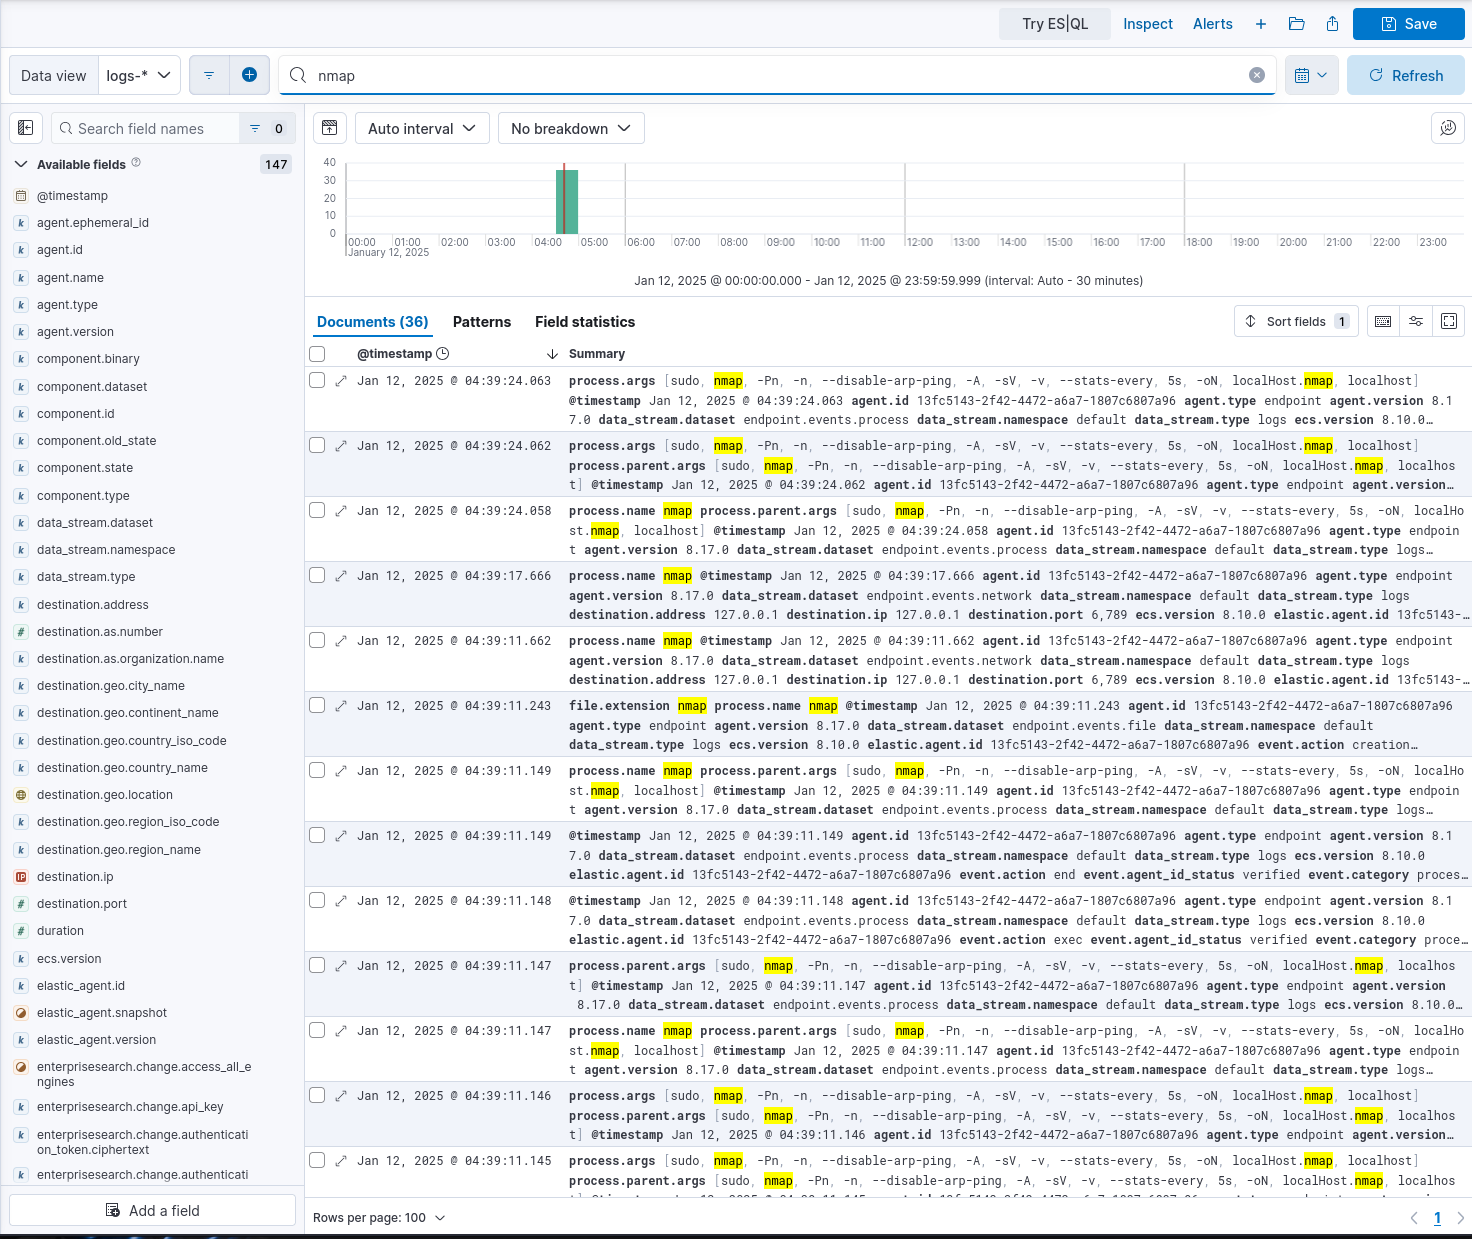 Try ES|QL Inspect Alerts Save
Data view logs-* nmap Refresh
Search field names 0
Available fields 147
@timestamp
agent.ephemeral_id
agent.id
agent.name
agent.type
agent.version
component.binary
component.dataset
component.id
component.old_state
component.state
component.type
data_stream.dataset
data_stream.namespace
data_stream.type
destination.address
destination.as.number
destination.as.organization.name
destination.geo.city_name
destination.geo.continent_name
destination.geo.country_iso_code
destination.geo.country_name
destination.geo.location
destination.geo.region_iso_code
destination.geo.region_name
destination.ip
destination.port
duration
ecs.version
elastic_agent.id
elastic_agent.snapshot
elastic_agent.version
enterprisesearch.change.access_all_e
ngines
enterprisesearch.change.api_key
enterprisesearch.change.authenticati
on_token.ciphertext
enterprisesearch.change.authenticati
Add a field
Auto interval No breakdown
40
30
20
10
0
00:00 01:00 02:00 03:00 04:00 05:00 06:00 07:00 08:00 09:00 10:00 11:00 12:00 13:00 14:00 15:00 16:00 17:00 18:00 19:00 20:00 21:00 22:00 23:00
January 12, 2025
Jan 12, 2025 @ 00:00:00.000 - Jan 12, 2025 @ 23:59:59.999 (interval: Auto - 30 minutes)
Documents (36) Patterns Field statistics Sort fields 1
@timestamp Summary
Jan 12, 2025 @ 04:39:24.063 process.args [sudo, nmap, -Pn, -n, --disable-arp-ping, -A, -sV, -v, --stats-every, 5s, -oN, localHost.nmap, localhost]
@timestamp Jan 12, 2025 @ 04:39:24.063 agent.id 13fc5143-2f42-4472-a6a7-1807c6807a96 agent.type endpoint agent.version 8.1
7.0 data_stream.dataset endpoint.events.process data_stream.namespace default data_stream.type logs ecs.version 8.10.0…
Jan 12, 2025 @ 04:39:24.062 process.args [sudo, nmap, -Pn, -n, --disable-arp-ping, -A, -sV, -v, --stats-every, 5s, -oN, localHost.nmap, localhost]
process.parent.args [sudo, nmap, -Pn, -n, --disable-arp-ping, -A, -sV, -v, --stats-every, 5s, -oN, localHost.nmap, localhos
t] @timestamp Jan 12, 2025 @ 04:39:24.062 agent.id 13fc5143-2f42-4472-a6a7-1807c6807a96 agent.type endpoint agent.version…
Jan 12, 2025 @ 04:39:24.058 process.name nmap process.parent.args [sudo, nmap, -Pn, -n, --disable-arp-ping, -A, -sV, -v, --stats-every, 5s, -oN, localHo
st.nmap, localhost] @timestamp Jan 12, 2025 @ 04:39:24.058 agent.id 13fc5143-2f42-4472-a6a7-1807c6807a96 agent.type endpoin
t agent.version 8.17.0 data_stream.dataset endpoint.events.process data_stream.namespace default data_stream.type logs…
Jan 12, 2025 @ 04:39:17.666 process.name nmap @timestamp Jan 12, 2025 @ 04:39:17.666 agent.id 13fc5143-2f42-4472-a6a7-1807c6807a96 agent.type endpoint
agent.version 8.17.0 data_stream.dataset endpoint.events.network data_stream.namespace default data_stream.type logs
destination.address 127.0.0.1 destination.ip 127.0.0.1 destination.port 6,789 ecs.version 8.10.0 elastic.agent.id 13fc5143-…
Jan 12, 2025 @ 04:39:11.662 process.name nmap @timestamp Jan 12, 2025 @ 04:39:11.662 agent.id 13fc5143-2f42-4472-a6a7-1807c6807a96 agent.type endpoint
agent.version 8.17.0 data_stream.dataset endpoint.events.network data_stream.namespace default data_stream.type logs
destination.address 127.0.0.1 destination.ip 127.0.0.1 destination.port 6,789 ecs.version 8.10.0 elastic.agent.id 13fc5143-…
Jan 12, 2025 @ 04:39:11.243 file.extension nmap process.name nmap @timestamp Jan 12, 2025 @ 04:39:11.243 agent.id 13fc5143-2f42-4472-a6a7-1807c6807a96
agent.type endpoint agent.version 8.17.0 data_stream.dataset endpoint.events.file data_stream.namespace default
data_stream.type logs ecs.version 8.10.0 elastic.agent.id 13fc5143-2f42-4472-a6a7-1807c6807a96 event.action creation…
Jan 12, 2025 @ 04:39:11.149 process.name nmap process.parent.args [sudo, nmap, -Pn, -n, --disable-arp-ping, -A, -sV, -v, --stats-every, 5s, -oN, localHo
st.nmap, localhost] @timestamp Jan 12, 2025 @ 04:39:11.149 agent.id 13fc5143-2f42-4472-a6a7-1807c6807a96 agent.type endpoin
t agent.version 8.17.0 data_stream.dataset endpoint.events.process data_stream.namespace default data_stream.type logs…
Jan 12, 2025 @ 04:39:11.149 @timestamp Jan 12, 2025 @ 04:39:11.149 agent.id 13fc5143-2f42-4472-a6a7-1807c6807a96 agent.type endpoint agent.version 8.1
7.0 data_stream.dataset endpoint.events.process data_stream.namespace default data_stream.type logs ecs.version 8.10.0
elastic.agent.id 13fc5143-2f42-4472-a6a7-1807c6807a96 event.action end event.agent_id_status verified event.category proces…
Jan 12, 2025 @ 04:39:11.148 @timestamp Jan 12, 2025 @ 04:39:11.148 agent.id 13fc5143-2f42-4472-a6a7-1807c6807a96 agent.type endpoint agent.version 8.1
7.0 data_stream.dataset endpoint.events.process data_stream.namespace default data_stream.type logs ecs.version 8.10.0
elastic.agent.id 13fc5143-2f42-4472-a6a7-1807c6807a96 event.action exec event.agent_id_status verified event.category proce…
Jan 12, 2025 @ 04:39:11.147 process.parent.args [sudo, nmap, -Pn, -n, --disable-arp-ping, -A, -sV, -v, --stats-every, 5s, -oN, localHost.nmap, localhos
t] @timestamp Jan 12, 2025 @ 04:39:11.147 agent.id 13fc5143-2f42-4472-a6a7-1807c6807a96 agent.type endpoint agent.version
8.17.0 data_stream.dataset endpoint.events.process data_stream.namespace default data_stream.type logs ecs.version 8.10.0…
Jan 12, 2025 @ 04:39:11.147 process.name nmap process.parent.args [sudo, nmap, -Pn, -n, --disable-arp-ping, -A, -sV, -v, --stats-every, 5s, -oN, localHo
st.nmap, localhost] @timestamp Jan 12, 2025 @ 04:39:11.147 agent.id 13fc5143-2f42-4472-a6a7-1807c6807a96 agent.type endpoin
t agent.version 8.17.0 data_stream.dataset endpoint.events.process data_stream.namespace default data_stream.type logs…
Jan 12, 2025 @ 04:39:11.146 process.args [sudo, nmap, -Pn, -n, --disable-arp-ping, -A, -sV, -v, --stats-every, 5s, -oN, localHost.nmap, localhost]
process.parent.args [sudo, nmap, -Pn, -n, --disable-arp-ping, -A, -sV, -v, --stats-every, 5s, -oN, localHost.nmap, localhos
t] @timestamp Jan 12, 2025 @ 04:39:11.146 agent.id 13fc5143-2f42-4472-a6a7-1807c6807a96 agent.type endpoint agent.version…
Jan 12, 2025 @ 04:39:11.145 process.args [sudo, nmap, -Pn, -n, --disable-arp-ping, -A, -sV, -v, --stats-every, 5s, -oN, localHost.nmap, localhost]
process.parent.args [sudo, nmap, -Pn, -n, --disable-arp-ping, -A, -sV, -v, --stats-every, 5s, -oN, localHost.nmap, localhos
Rows per page: 100 1